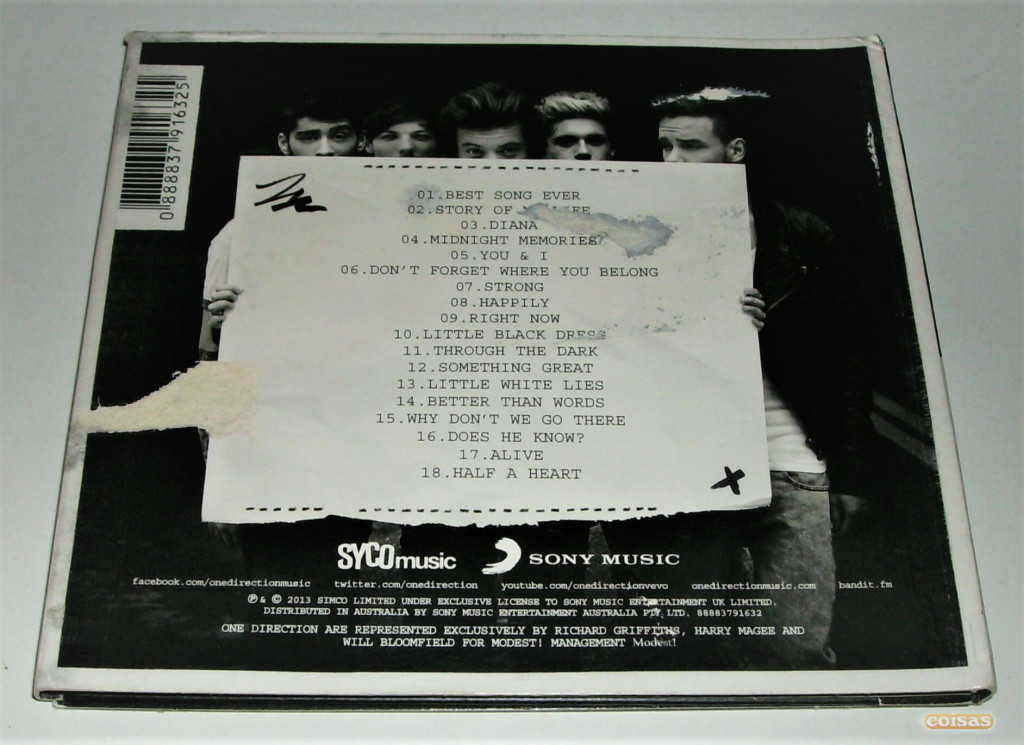 0888837916325
01.BEST SONG EVER
02.STORY OF LIFE
03.DIANA
04.MIDNIGHT MEMORIES
05.YOU & I
06.DON'T FORGET WHERE YOU BELONG
07.STRONG
08.HAPPILY
09.RIGHT NOW
10.LITTLE BLACK DRESS
11.THROUGH THE DARK
12.SOMETHING GREAT
13.LITTLE WHITE LIES
14.BETTER THAN WORDS
15.WHY DON'T WE GO THERE
16.DOES HE KNOW?
17.ALIVE
18.HALF A HEART
SYCOmusic SONY MUSIC
facebook.com/onedirectionmusic twitter.com/onedirection youtube.com/onedirectionvevo onedirectionmusic.com bandit.fm
℗ & © 2013 SIMCO LIMITED UNDER EXCLUSIVE LICENSE TO SONY MUSIC ENTERTAINMENT UK LIMITED.
DISTRIBUTED IN AUSTRALIA BY SONY MUSIC ENTERTAINMENT AUSTRALIA PTY. LTD. 88883791632
ONE DIRECTION ARE REPRESENTED EXCLUSIVELY BY RICHARD GRIFFITHS, HARRY MAGEE AND
WILL BLOOMFIELD FOR MODEST! MANAGEMENT Modest!
coisas